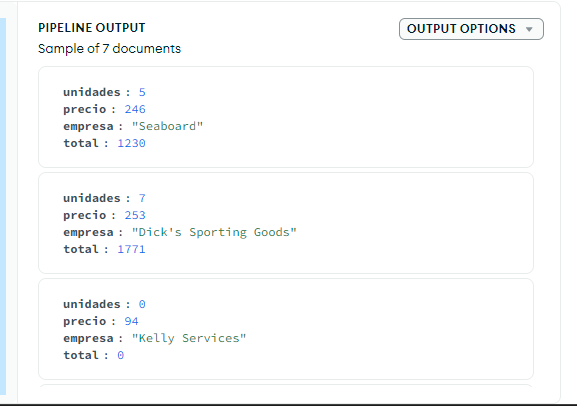 PIPELINE OUTPUT
OUTPUT OPTIONS
Sample of 7 documents
unidades : 5
precio : 246
empresa : "Seaboard"
total : 1230
unidades : 7
precio : 253
empresa : "Dick's Sporting Goods"
total : 1771
unidades : 0
precio : 94
empresa : "Kelly Services"
total : 0